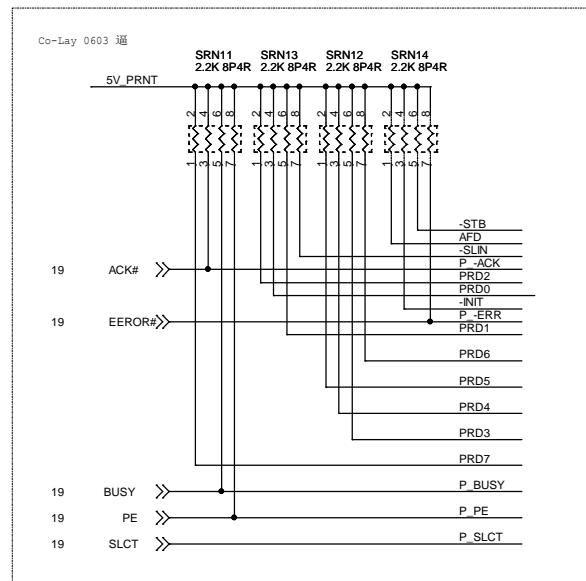 Co-Lay 0603 逼
SRN11 SRN13 SRN12 SRN14
2.2K 8P4R 2.2K 8P4R 2.2K 8P4R 2.2K 8P4R
5V_PRNT
2 4 6 8 2 4 6 8 2 4 6 8 2 4 6 8
1 3 5 7 1 3 5 7 1 3 5 7 1 3 5 7
-STB
AFD
-SLIN
19 ACK# P_-ACK
PRD2
PRD0
-INIT
19 EEROR# P_-ERR
PRD1
PRD6
PRD5
PRD4
PRD3
PRD7
19 BUSY P_BUSY
19 PE P_PE
19 SLCT P_SLCT